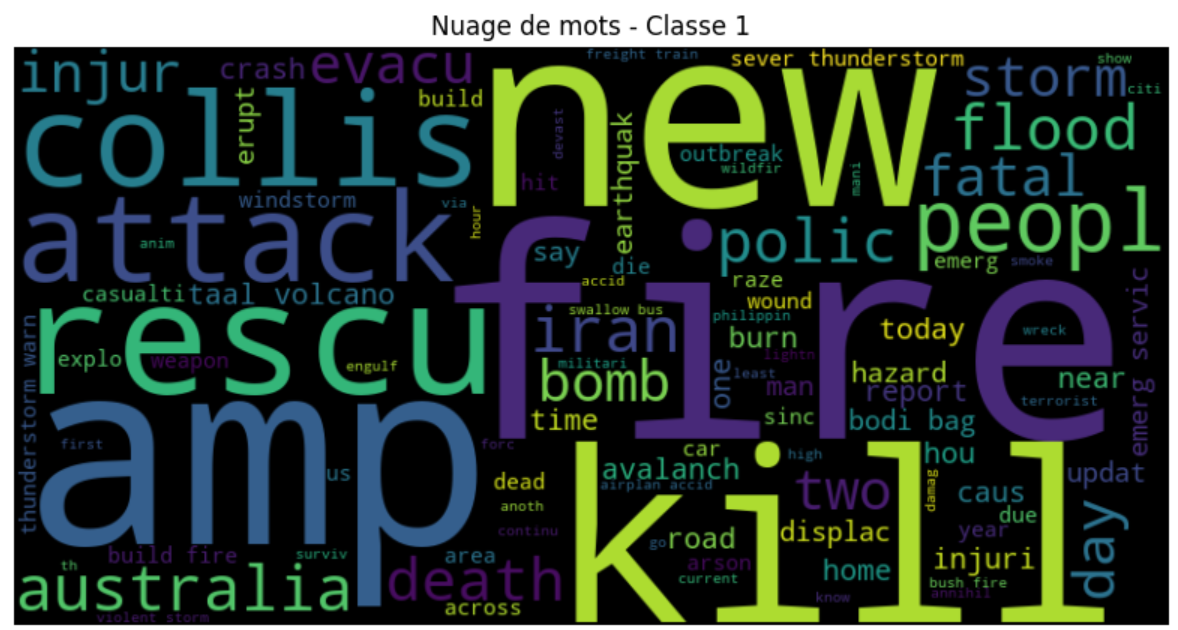 Nuage de mots - Classe 1
freight train
sever thunderstorm
show
injur
crash
evacu
new
storm
citi
build
collis
erupt
devast
earthquak
outbreak
wildfir
mani
flood
fatal
hit
windstorm
via
hour
attack
anim
say
die
polic
peopl
emerg
smoke
casualti
taal volcano
accid
raze
wound
fire
swallow bus
philippin
iran
burn
today
wreck
emerg servic
rescu
thunderstorm warn
explo
weapon
engulf
militari
lightn
bomb
least
one
man
hazard
report
near
terrorist
time
sinc
bodi bag
amp
first
us
forc
car
high
hou
avalanch
updat
dead
airplan accid
two
damag
caus
anoth
kill
displac
due
continu
go
road
year
day
build fire
surviv
area
arson
injuri
th
death
current
home
bush fire
australia
across
know
annihil
violent storm